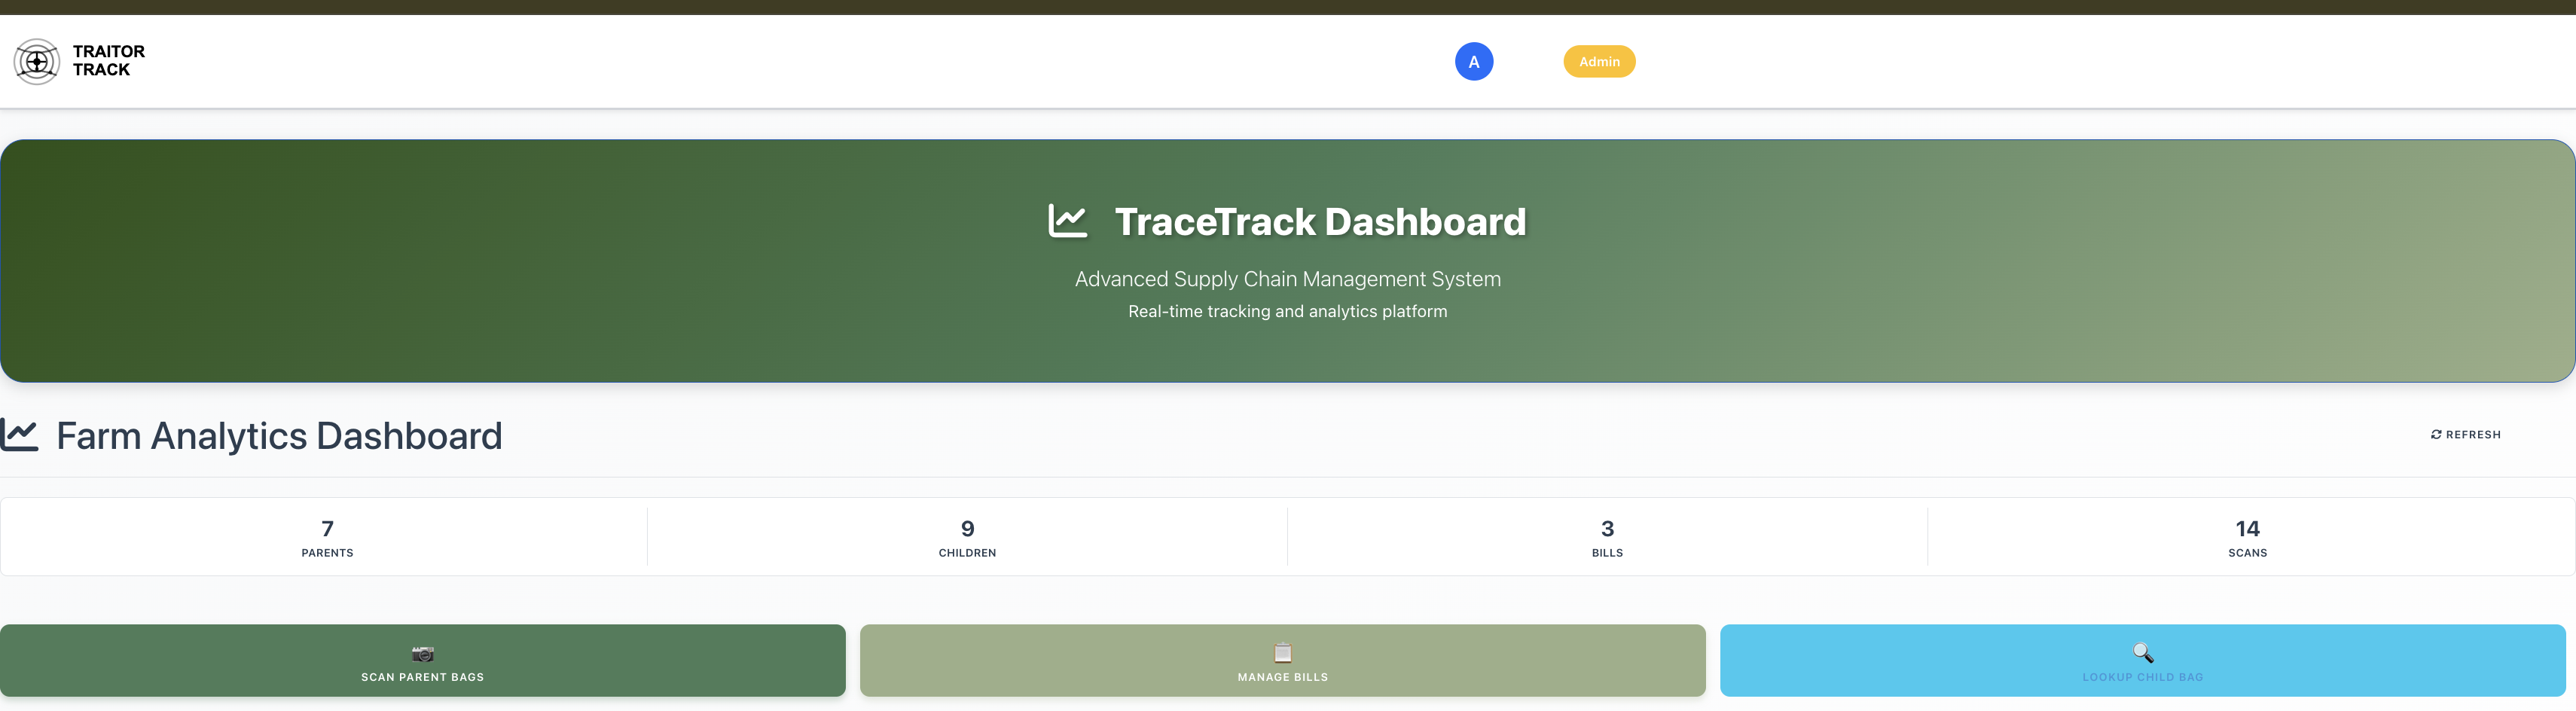 TRAITOR
TRACK
A
Admin
TraceTrack Dashboard
Advanced Supply Chain Management System
Real-time tracking and analytics platform
Farm Analytics Dashboard
REFRESH
7
PARENTS
9
CHILDREN
3
BILLS
14
SCANS
SCAN PARENT BAGS
MANAGE BILLS
LOOKUP CHILD BAG